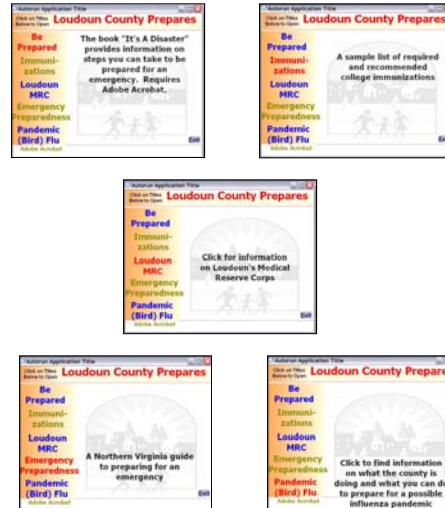 Autorun Application Title
Click on Titles Below to Open
Loudoun County Prepares
Be
Prepared
Immuni-
zations
Loudoun
MRC
Emergency
Preparedness
Pandemic
(Bird) Flu
Adobe Acrobat
The book "It's A Disaster"
provides information on
steps you can take to be
prepared for an
emergency. Requires
Adobe Acrobat.
Exit
Autorun Application Title
Click on Titles Below to Open
Loudoun County Prepares
Be
Prepared
Immuni-
zations
Loudoun
MRC
Emergency
Preparedness
Pandemic
(Bird) Flu
Adobe Acrobat
A sample list of required
and recommended
college immunizations
Autorun Application Title
Click on Titles Below to Open
Loudoun County Prepares
Be
Prepared
Immuni-
zations
Loudoun
MRC
Emergency
Preparedness
Pandemic
(Bird) Flu
Adobe Acrobat
Click for information
on Loudoun's Medical
Reserve Corps
Exit
Autorun Application Title
Click on Titles Below to Open
Loudoun County Prepares
Be
Prepared
Immuni-
zations
Loudoun
MRC
Emergency
Preparedness
Pandemic
(Bird) Flu
Adobe Acrobat
A Northern Virginia guide
to preparing for an
emergency
Exit
Autorun Application Title
Click on Titles Below to Open
Loudoun County Prepare
Be
Prepared
Immuni-
zations
Loudoun
MRC
Emergency
Preparedness
Pandemic
(Bird) Flu
Adobe Acrobat
Click to find information
on what the county is
doing and what you can do
to prepare for a possible
influenza pandemic